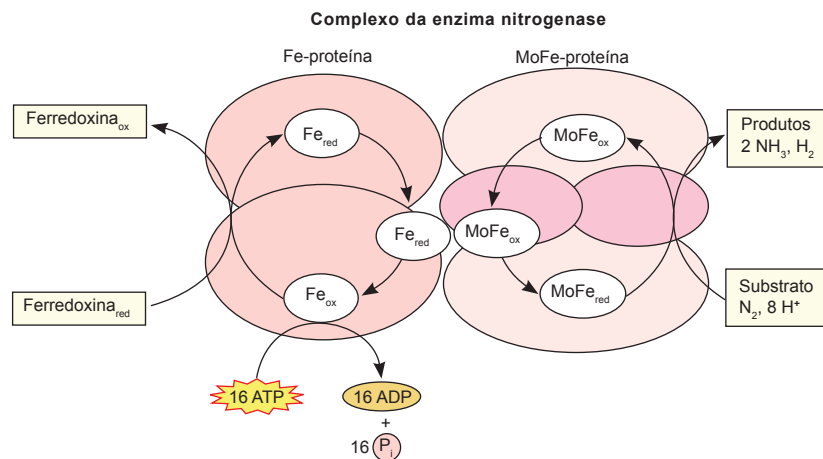 Complexo da enzima nitrogenase
Fe-proteína
MoFe-proteína
Ferredoxina_ox
Fe_red
MoFe_ox
Produtos
2 NH₃, H₂
Fe_red
MoFe_ox
Ferredoxina_red
Fe_ox
MoFe_red
Substrato
N₂, 8 H⁺
16 ATP
16 ADP
+
16 P_i